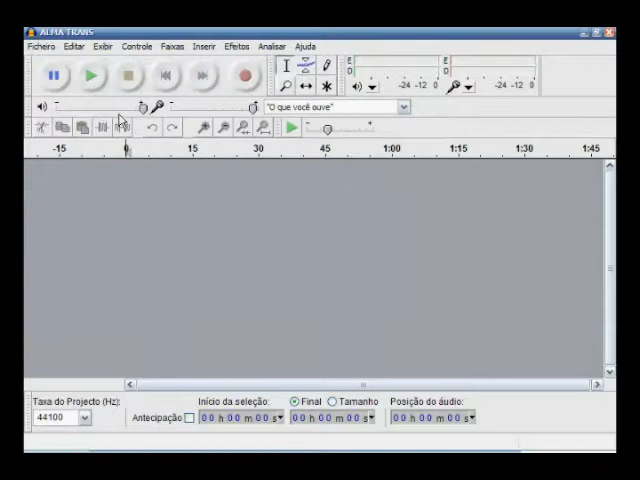 ALMA TRANS
Ficheiro Editar Exibir Controle Faixas Inserir Efeitos Analisar Ajuda
E E
D D
-24 -12 0 -24 -12 0
"O que você ouve"
-15 0 15 30 45 1:00 1:15 1:30 1:45
Taxa do Projecto (Hz): Início da selecão: Final Tamanho Posição do áudio:
44100 Antecipação 00 h 00 m 00 s 00 h 00 m 00 s 00 h 00 m 00 s